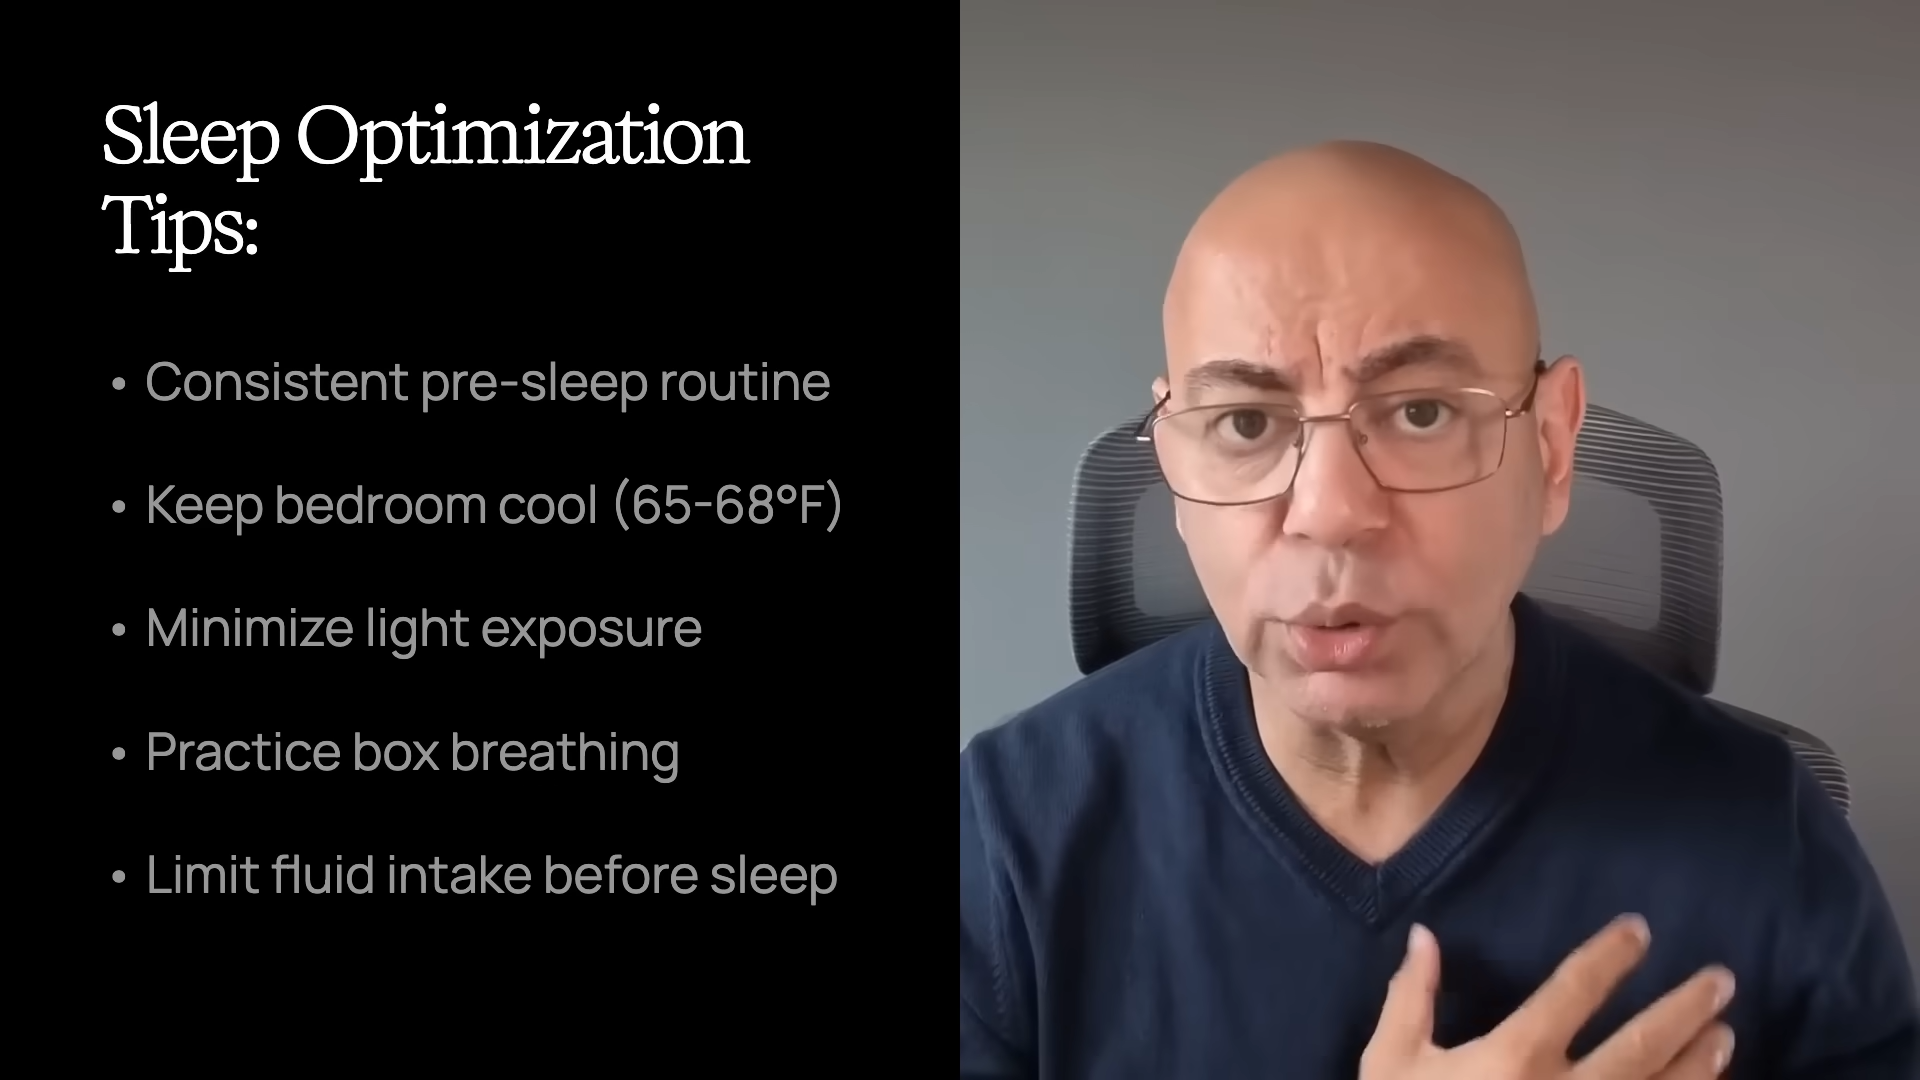 Sleep Optimization
Tips:
• Consistent pre-sleep routine
• Keep bedroom cool (65-68°F)
• Minimize light exposure
• Practice box breathing
• Limit fluid intake before sleep